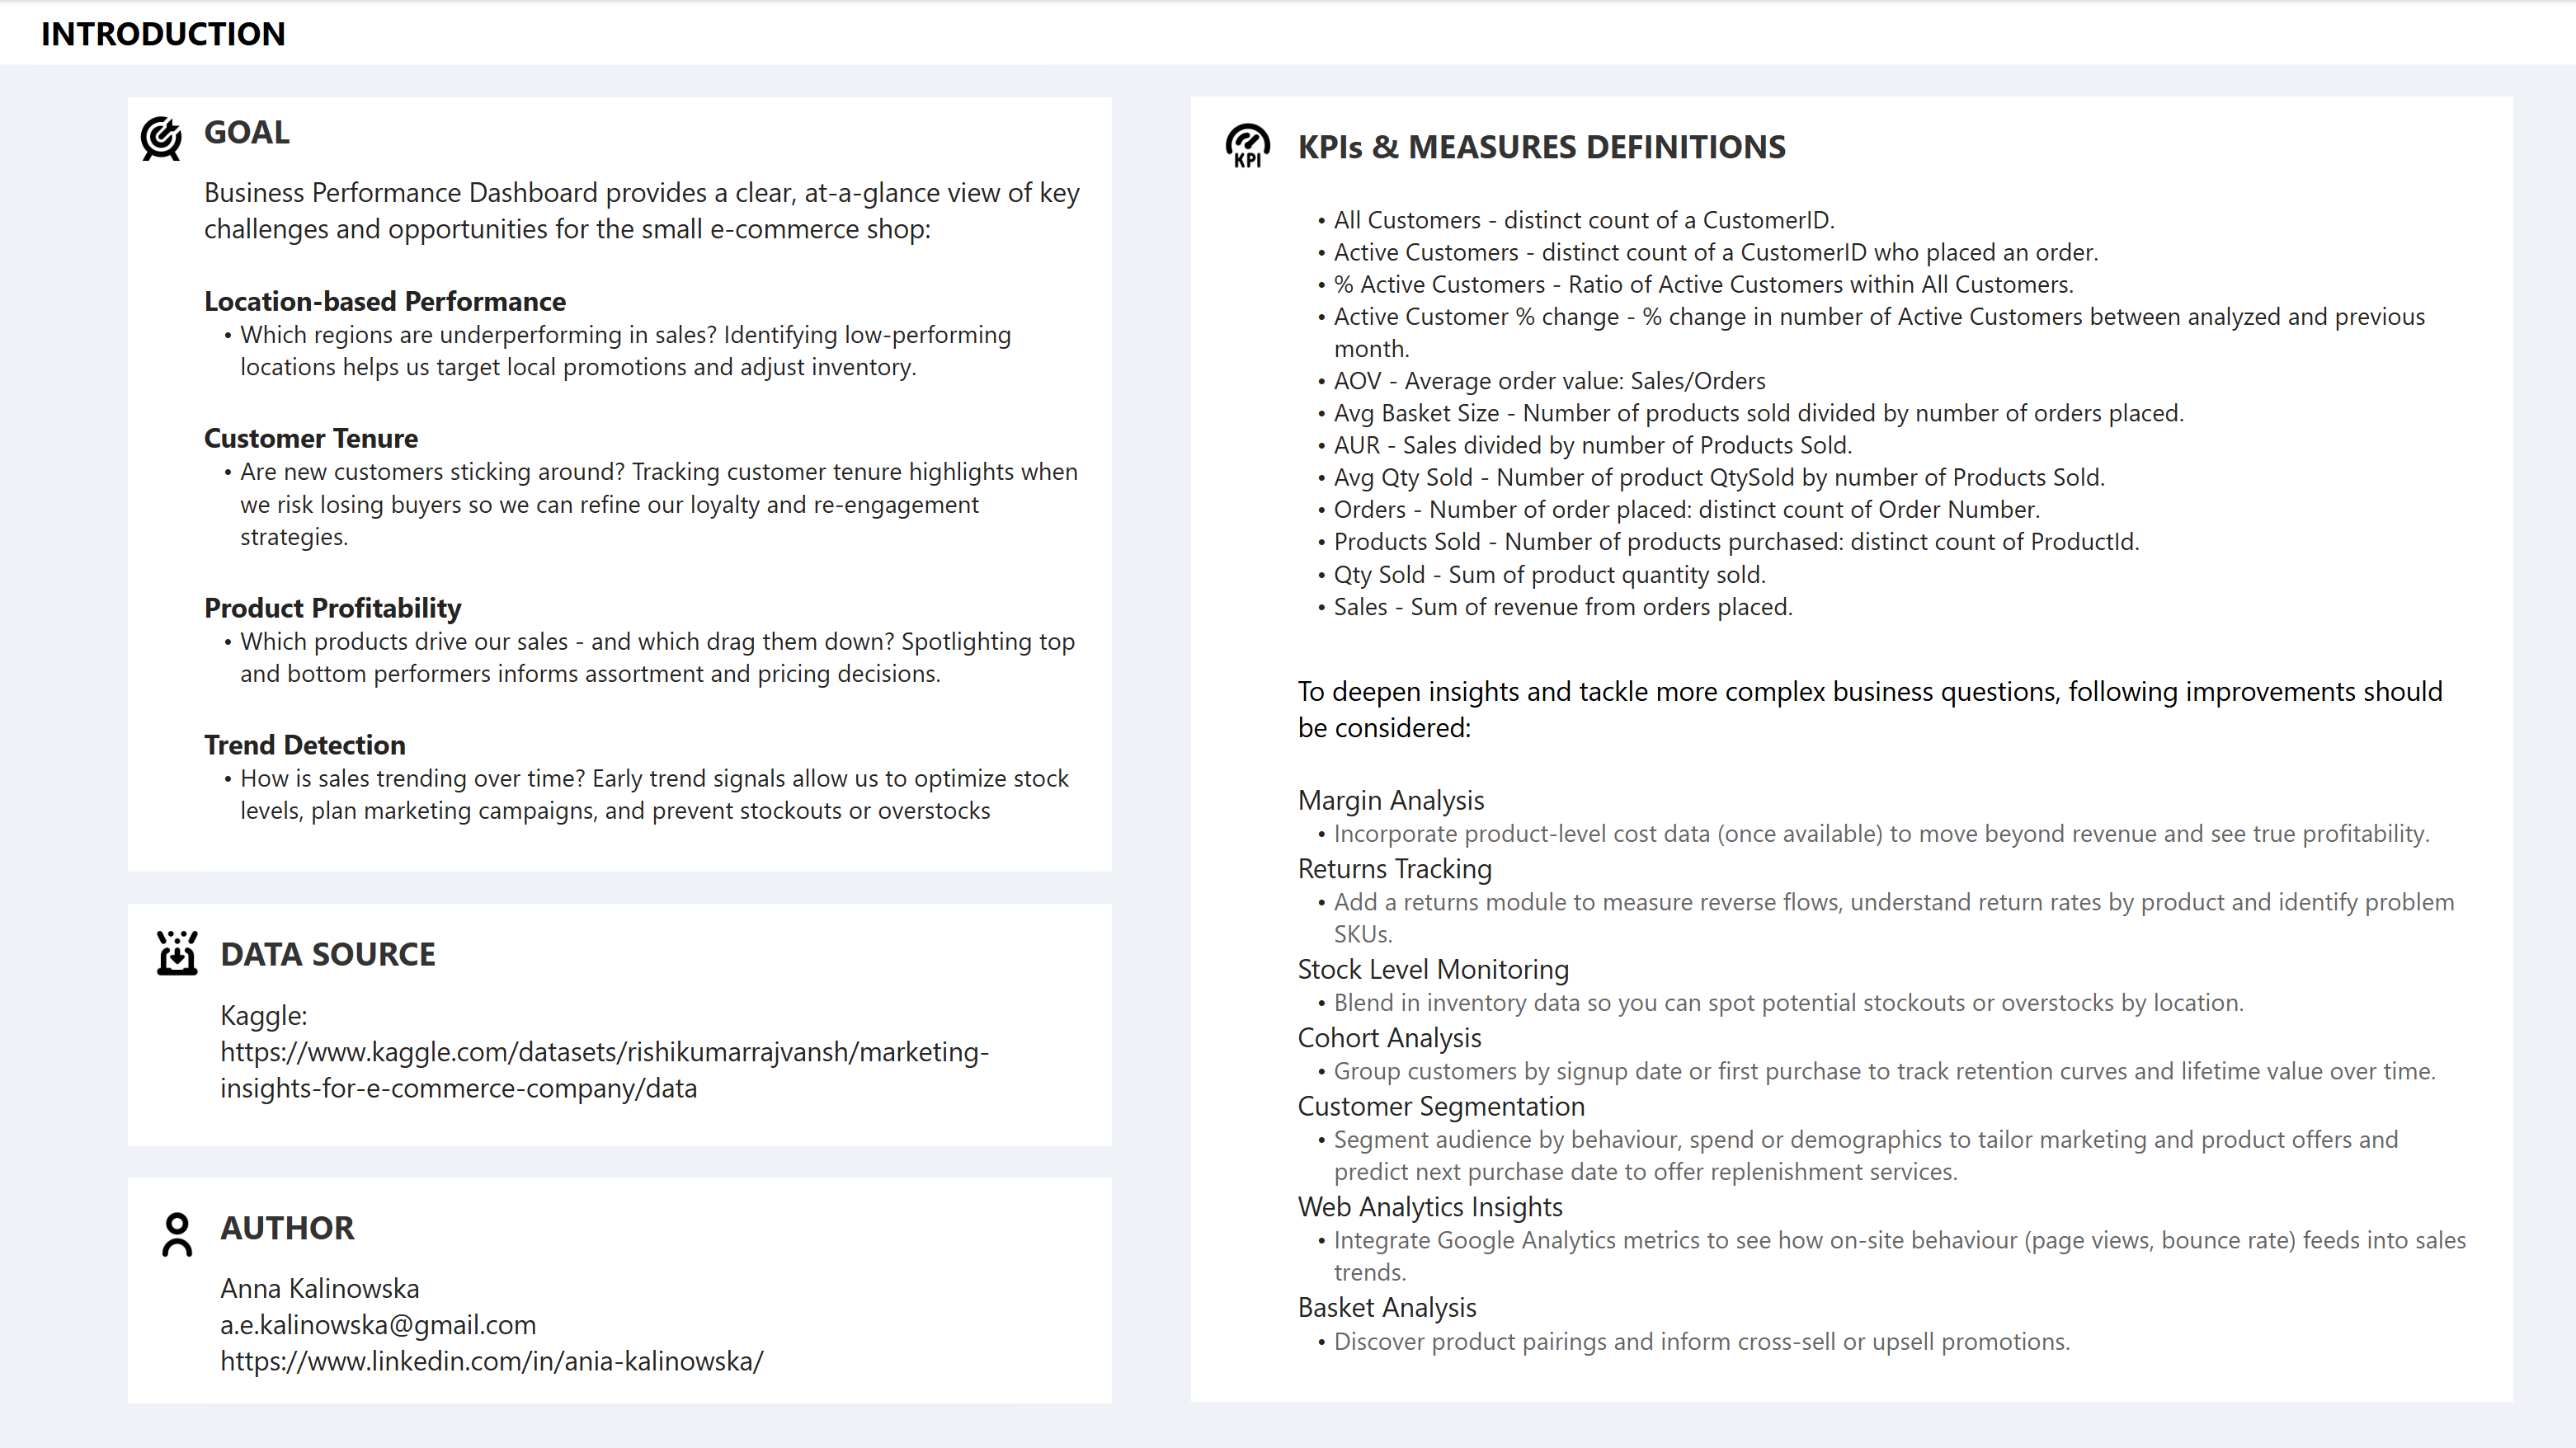 INTRODUCTION
GOAL
Business Performance Dashboard provides a clear, at-a-glance view of key
challenges and opportunities for the small e-commerce shop:
Location-based Performance
• Which regions are underperforming in sales? Identifying low-performing
locations helps us target local promotions and adjust inventory.
Customer Tenure
• Are new customers sticking around? Tracking customer tenure highlights when
we risk losing buyers so we can refine our loyalty and re-engagement
strategies.
Product Profitability
• Which products drive our sales - and which drag them down? Spotlighting top
and bottom performers informs assortment and pricing decisions.
Trend Detection
• How is sales trending over time? Early trend signals allow us to optimize stock
levels, plan marketing campaigns, and prevent stockouts or overstocks
DATA SOURCE
Kaggle:
https://www.kaggle.com/datasets/rishikumarrajvansh/marketing-
insights-for-e-commerce-company/data
AUTHOR
Anna Kalinowska
a.e.kalinowska@gmail.com
https://www.linkedin.com/in/ania-kalinowska/
KPI
KPIs & MEASURES DEFINITIONS
• All Customers - distinct count of a CustomerID.
• Active Customers - distinct count of a CustomerID who placed an order.
• % Active Customers - Ratio of Active Customers within All Customers.
• Active Customer % change - % change in number of Active Customers between analyzed and previous
month.
• AOV - Average order value: Sales/Orders
• Avg Basket Size - Number of products sold divided by number of orders placed.
• AUR - Sales divided by number of Products Sold.
• Avg Qty Sold - Number of product QtySold by number of Products Sold.
• Orders - Number of order placed: distinct count of Order Number.
• Products Sold - Number of products purchased: distinct count of ProductId.
• Qty Sold - Sum of product quantity sold.
• Sales - Sum of revenue from orders placed.
To deepen insights and tackle more complex business questions, following improvements should
be considered:
Margin Analysis
• Incorporate product-level cost data (once available) to move beyond revenue and see true profitability.
Returns Tracking
• Add a returns module to measure reverse flows, understand return rates by product and identify problem
SKUs.
Stock Level Monitoring
• Blend in inventory data so you can spot potential stockouts or overstocks by location.
Cohort Analysis
• Group customers by signup date or first purchase to track retention curves and lifetime value over time.
Customer Segmentation
• Segment audience by behaviour, spend or demographics to tailor marketing and product offers and
predict next purchase date to offer replenishment services.
Web Analytics Insights
• Integrate Google Analytics metrics to see how on-site behaviour (page views, bounce rate) feeds into sales
trends.
Basket Analysis
• Discover product pairings and inform cross-sell or upsell promotions.